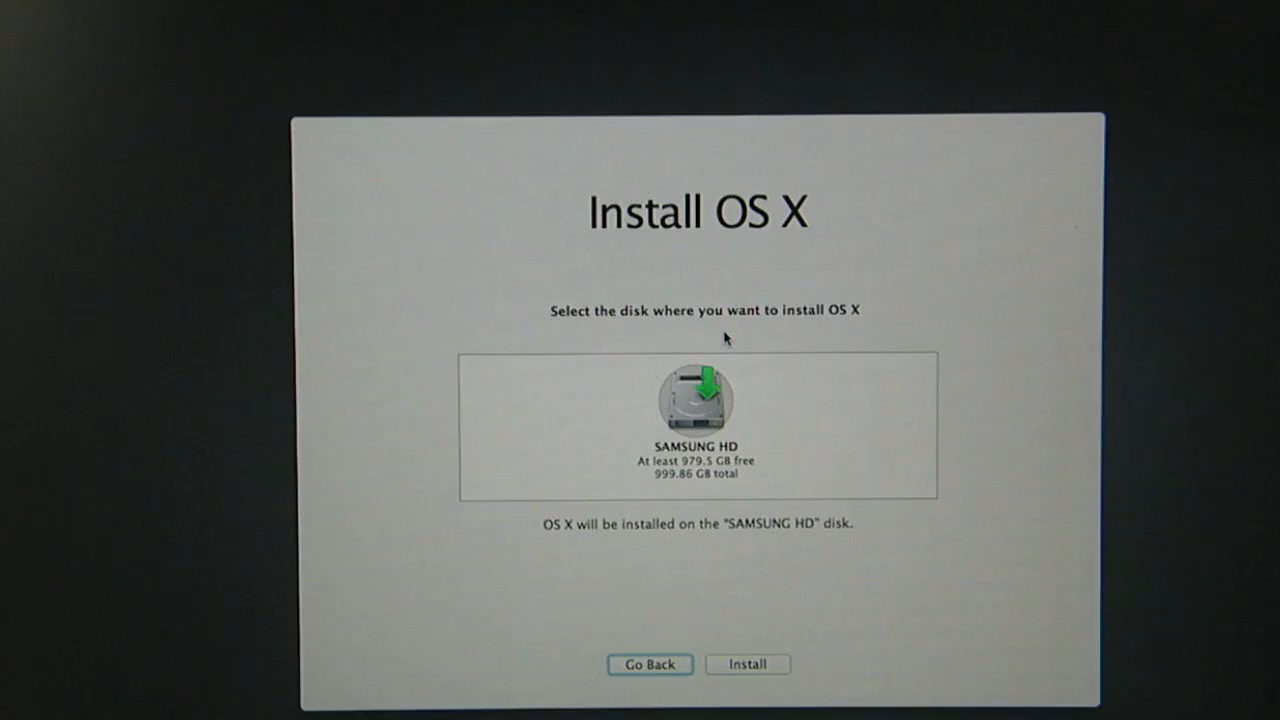 Install OS X
Select the disk where you want to install OS X
SAMSUNG HD
At least 979.5 GB free
999.86 GB total
OS X will be installed on the "SAMSUNG HD" disk.
Go Back
Install